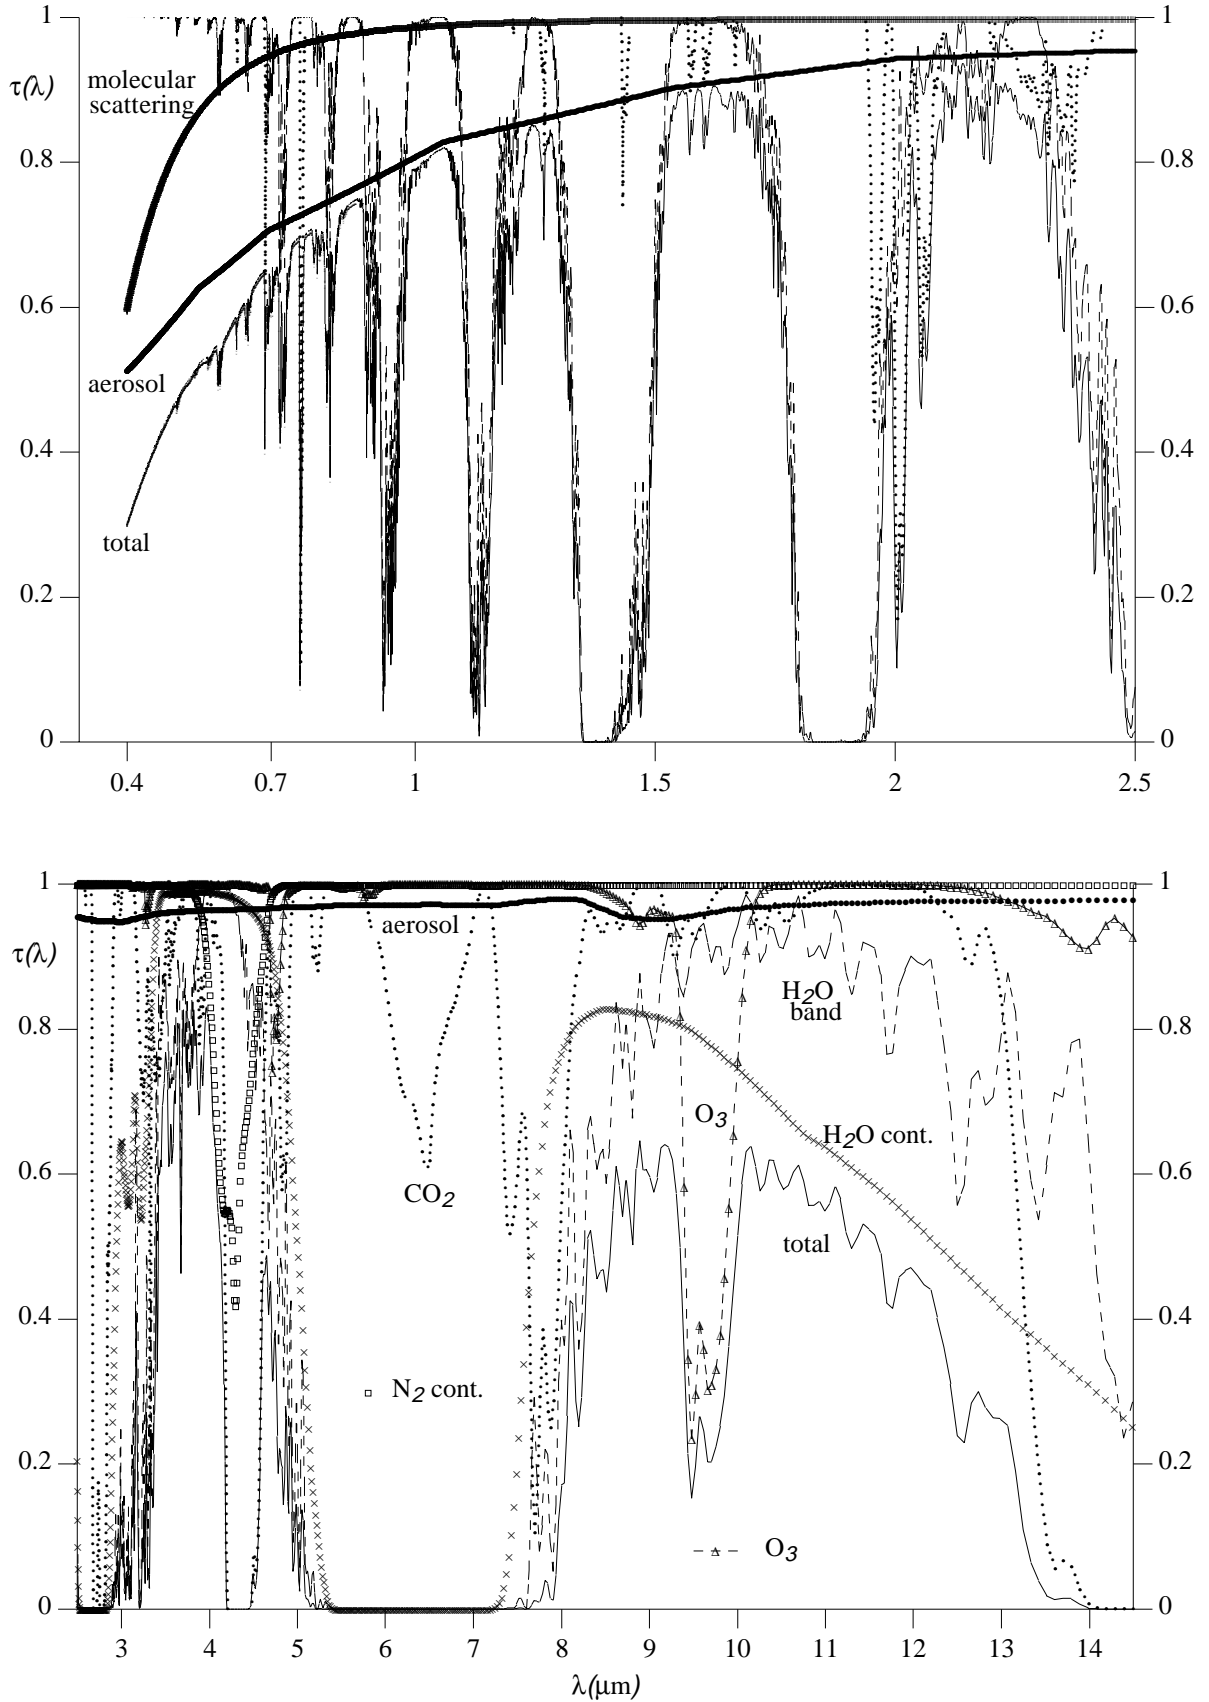 1
1
molecular
scattering
τ(λ)
0.8
0.8
0.6
0.6
aerosol
0.4
0.4
total
0.2
0.2
0
0
0.4 0.7 1 1.5 2 2.5
1
1
aerosol
τ(λ)
H2O
band
0.8
0.8
O3
H2O cont.
0.6
0.6
CO2
total
0.4
0.4
N2 cont.
0.2
0.2
O3
0
0
3 4 5 6 7 8 9 10 11 12 13 14
λ(μm)